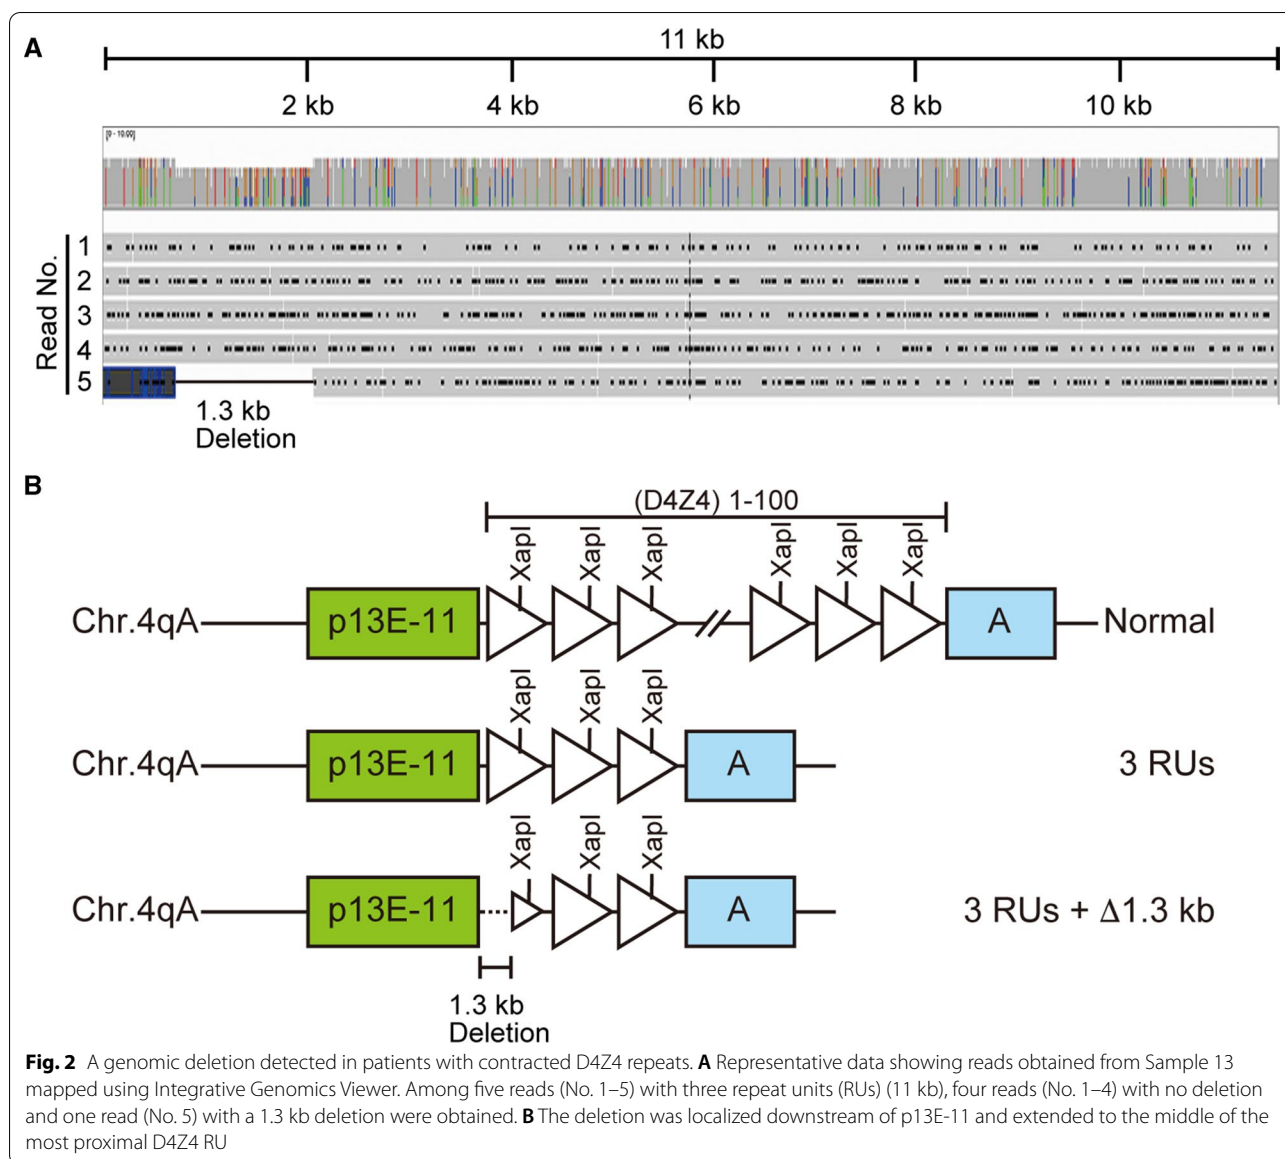 A
11 kb
2 kb 4 kb 6 kb 8 kb 10 kb
[0 - 10.00]
Read No.
1
2
3
4
5
1.3 kb
Deletion
B
(D4Z4) 1-100
XapI XapI XapI XapI XapI XapI
Chr.4qA p13E-11 A Normal
XapI XapI XapI
Chr.4qA p13E-11 A 3 RUs
XapI XapI XapI
Chr.4qA p13E-11 A 3 RUs + Δ1.3 kb
1.3 kb
Deletion
Fig. 2 A genomic deletion detected in patients with contracted D4Z4 repeats. A Representative data showing reads obtained from Sample 13
mapped using Integrative Genomics Viewer. Among five reads (No. 1–5) with three repeat units (RUs) (11 kb), four reads (No. 1–4) with no deletion
and one read (No. 5) with a 1.3 kb deletion were obtained. B The deletion was localized downstream of p13E-11 and extended to the middle of the
most proximal D4Z4 RU